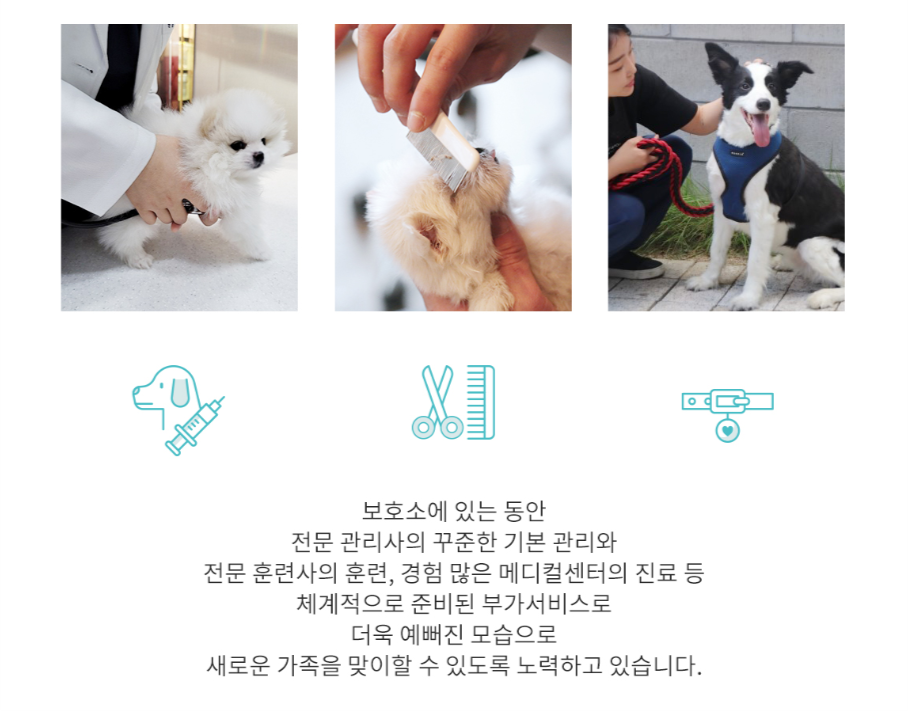 보호소에 있는 동안
전문 관리사의 꾸준한 기본 관리와
전문 훈련사의 훈련, 경험 많은 메디컬센터의 진료 등
체계적으로 준비된 부가서비스로
더욱 예뻐진 모습으로
새로운 가족을 맞이할 수 있도록 노력하고 있습니다.